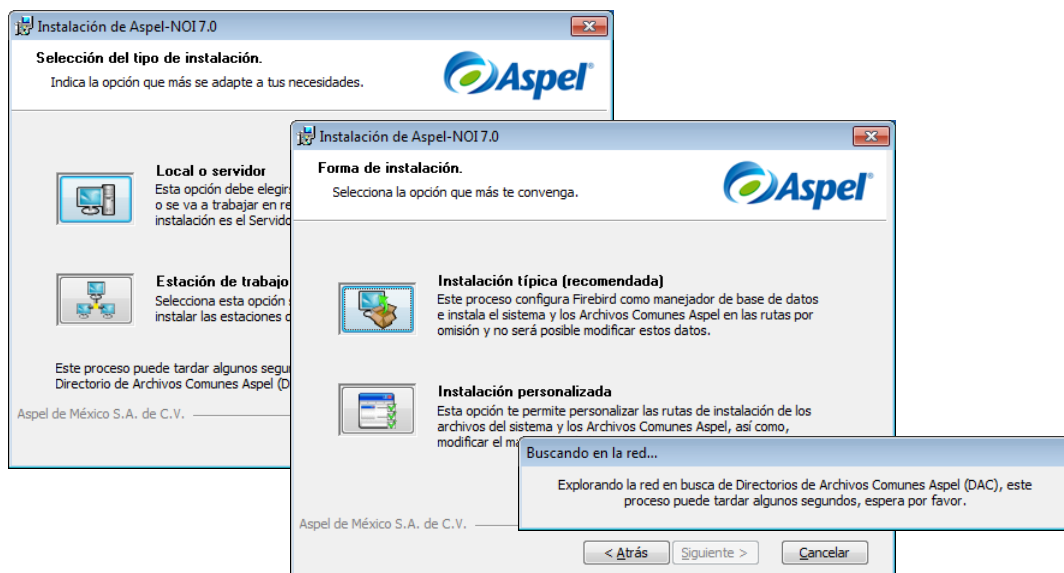 Instalación de Aspel-NOI 7.0
Selección del tipo de instalación.
Indica la opción que más se adapte a tus necesidades.
Aspel
Local o servidor
Esta opción debe
o se va a trabajar en
instalación es el
Estación de trabajo
Selecciona esta opción
instalar las estaciones
Este proceso puede tardar algunos
Directorio de Archivos Comunes Aspel
Aspel de México S.A. de C.V.
Instalación de Aspel-NOI 7.0
Forma de instalación.
Selecciona la opción que más te convenga.
Aspel
Instalación típica (recomendada)
Este proceso configura Firebird como manejador de base de datos
e instala el sistema y los Archivos Comunes Aspel en las rutas por
omisión y no será posible modificar estos datos.
Instalación personalizada
Esta opción te permite personalizar las rutas de instalación de los
archivos del sistema y los Archivos Comunes Aspel, así como,
modificar el
Aspel de México S.A. de C.V.
< Atrás
Siguiente >
Cancelar
Buscando en la red...
Explorando la red en busca de Directorios de Archivos Comunes Aspel (DAC), este
proceso puede tardar algunos segundos, espera por favor.